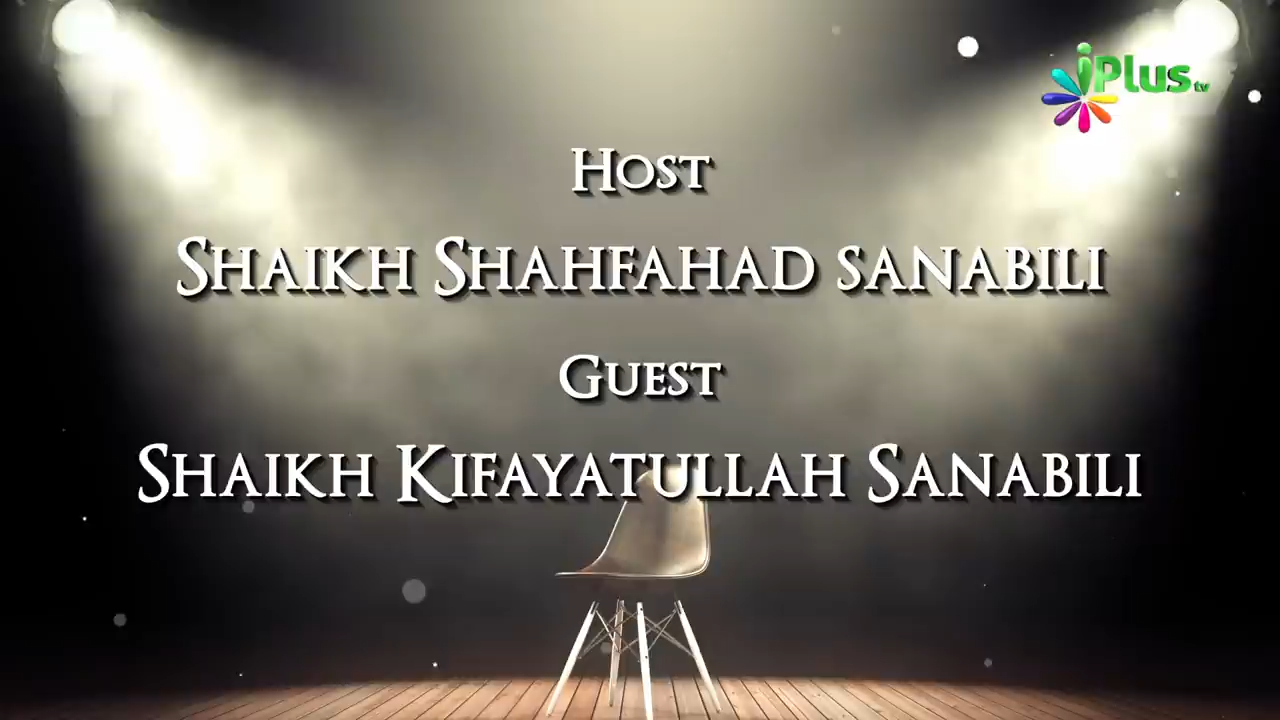 iPlus tv
Host
Shaikh Shahfahad sanabili
Guest
Shaikh Kifayatullah Sanabili